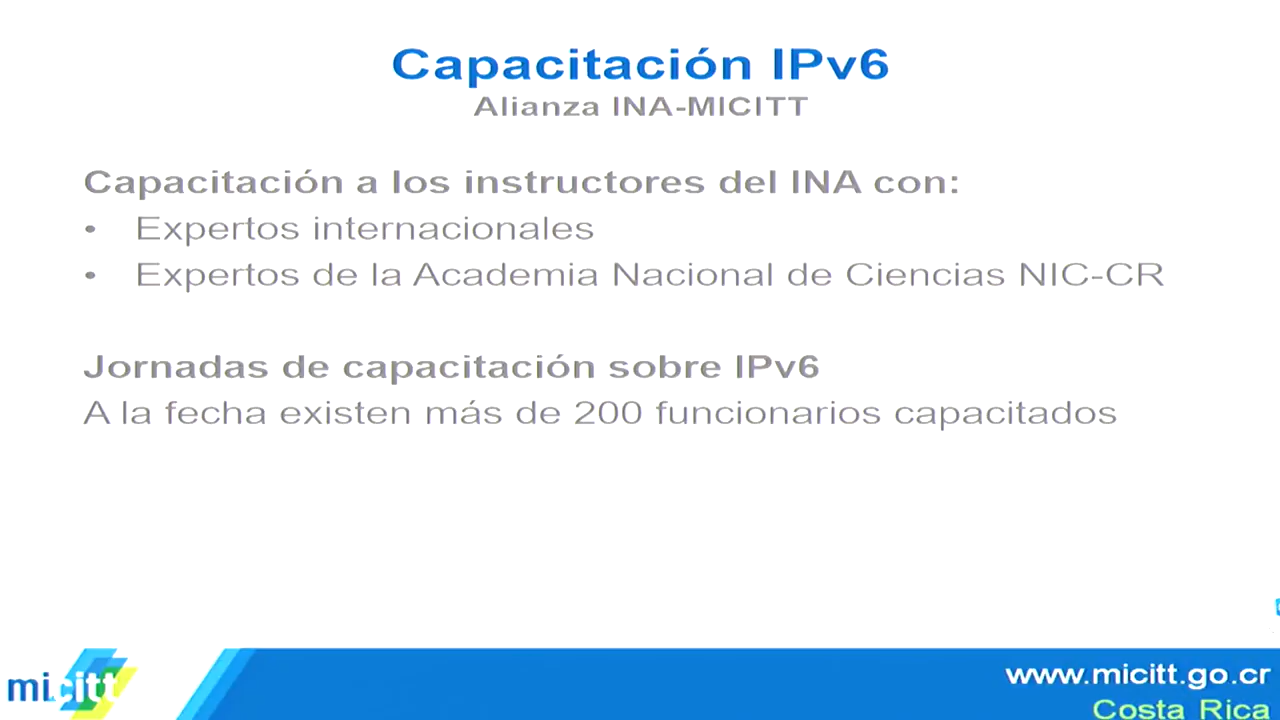 Capacitación IPv6
Alianza INA-MICITT
Capacitación a los instructores del INA con:
• Expertos internacionales
• Expertos de la Academia Nacional de Ciencias NIC-CR
Jornadas de capacitación sobre IPv6
A la fecha existen más de 200 funcionarios capacitados
micitt
www.micitt.go.cr
Costa Rica